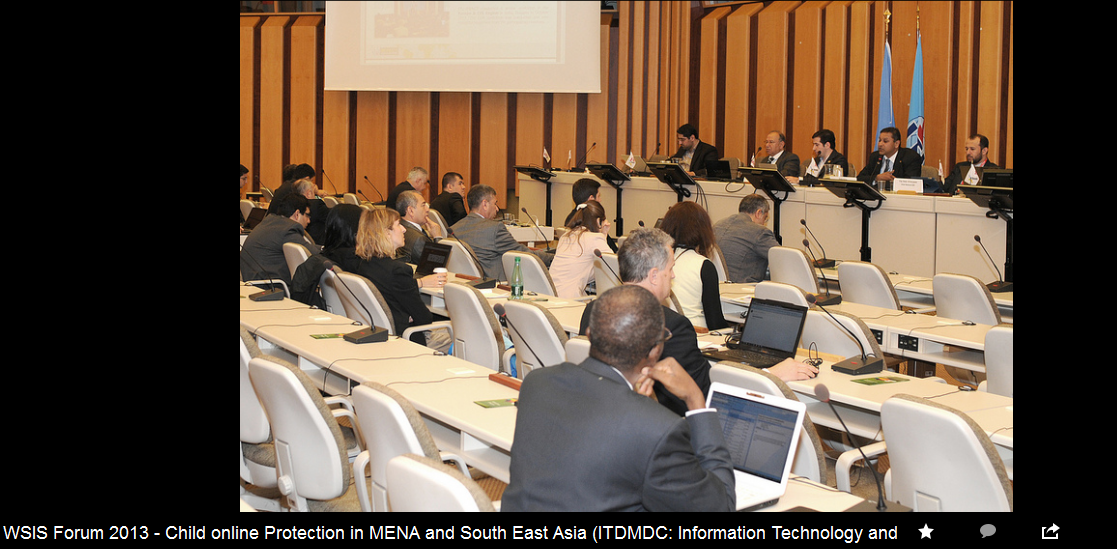 WSIS Forum 2013 - Child online Protection in MENA and South East Asia (ITDMDC: Information Technology and